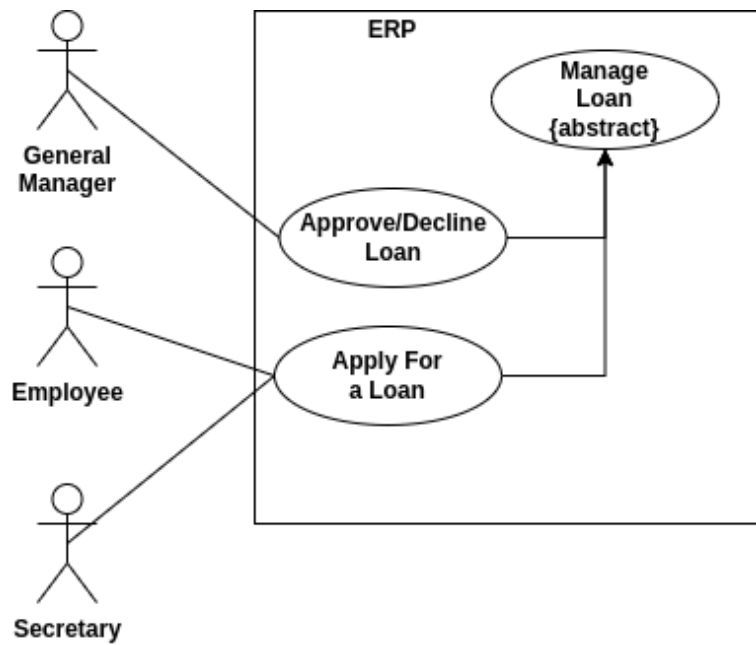 ERP
Manage
Loan
{abstract}
General
Manager
Approve/Decline
Loan
Employee
Apply For
a Loan
Secretary